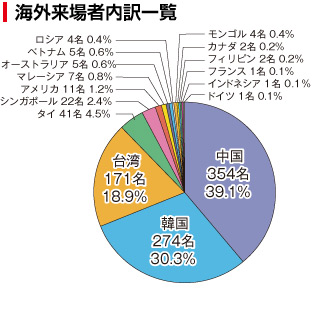 海外来場者内訳一覧
ロシア 4名 0.4%
ベトナム 5名 0.6%
オーストラリア 5名 0.6%
マレーシア 7名 0.8%
アメリカ 11名 1.2%
シンガポール 22名 2.4%
タイ 41名 4.5%
モンゴル 4名 0.4%
カナダ 2名 0.2%
フィリピン 2名 0.2%
フランス 1名 0.1%
インドネシア 1名 0.1%
ドイツ 1名 0.1%
台湾
171名
18.9%
中国
354名
39.1%
韓国
274名
30.3%